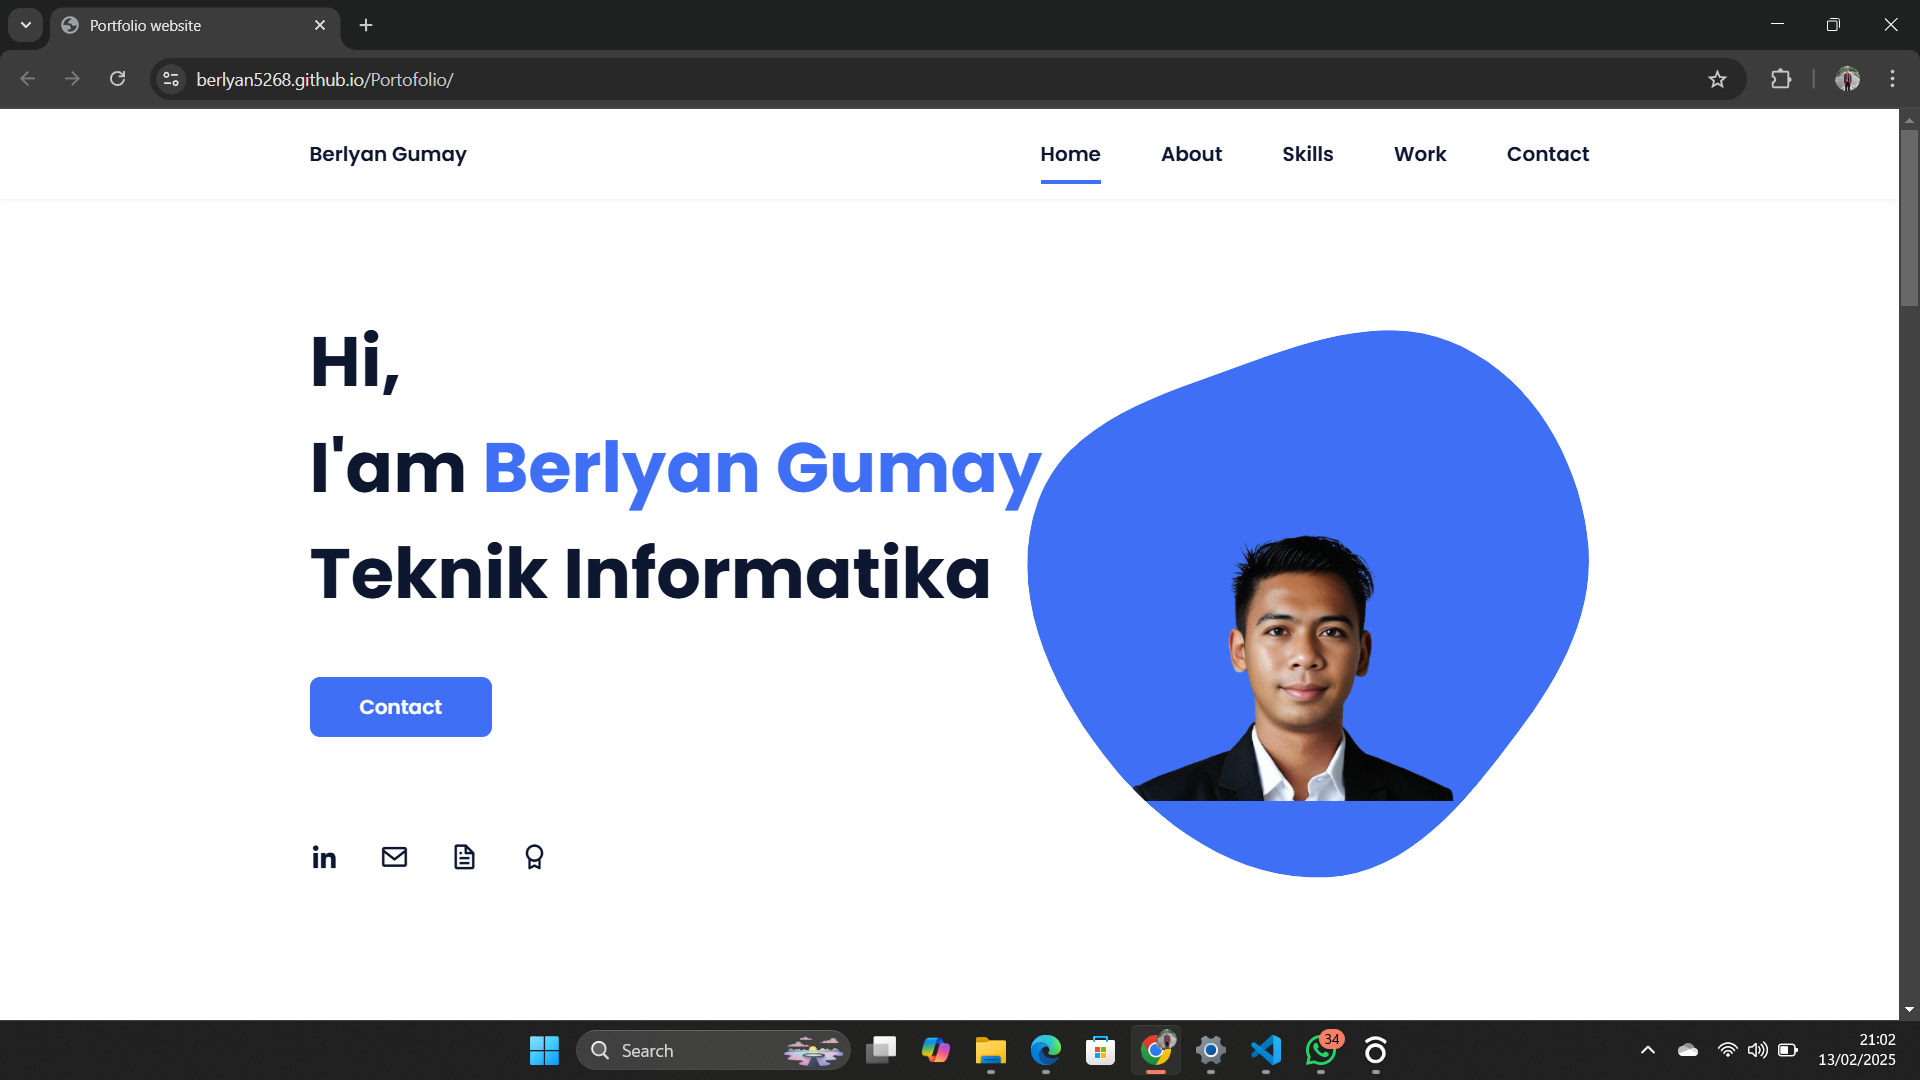 Portfolio website
berlyan5268.github.io/Portofolio/
Berlyan Gumay
Home
About
Skills
Work
Contact
Hi,
I'am Berlyan Gumay
Teknik Informatika
Contact
in
Search
34
21:02
13/02/2025